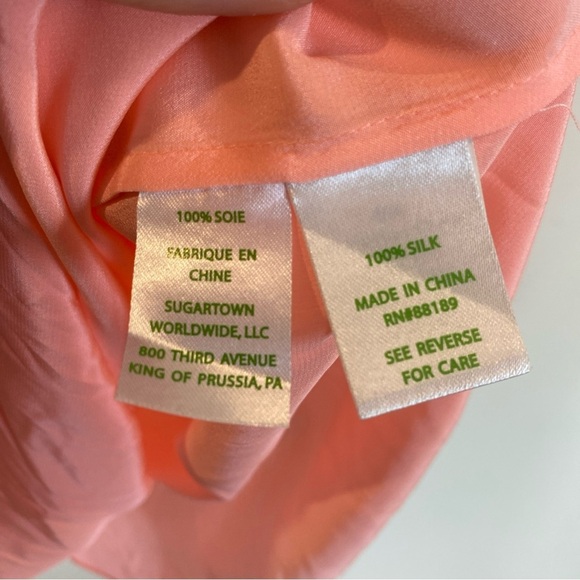 100% SOIE
FABRIQUE EN
CHINE
SUGARTOWN
WORLDWIDE, LLC
800 THIRD AVENUE
KING OF PRUSSIA, PA
100% SILK
MADE IN CHINA
RN#88189
SEE REVERSE
FOR CARE